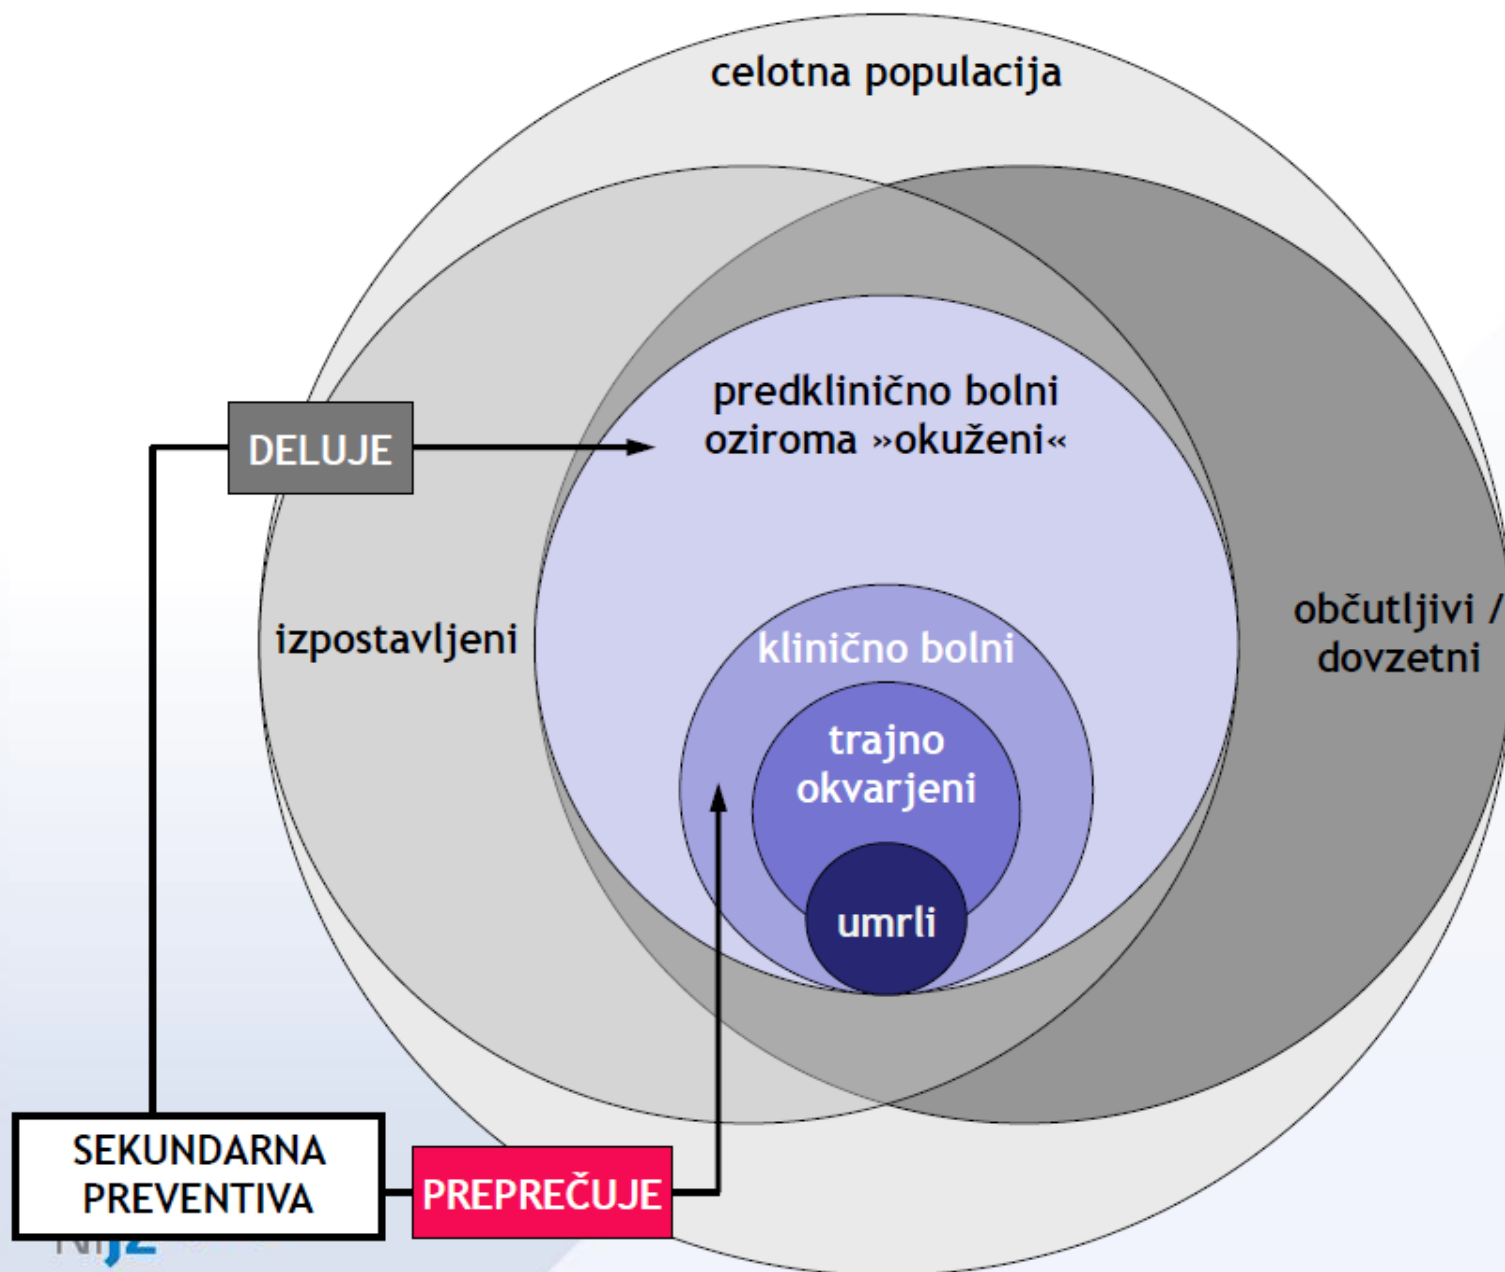 celotna populacija
predklinično bolni
oziroma »okuženi«
DELUJE
izpostavljeni
občutljivi /
dovzetni
klinično bolni
trajno
okvarjeni
umrli
SEKUNDARNA
PREVENTIVA
PREPREČUJE